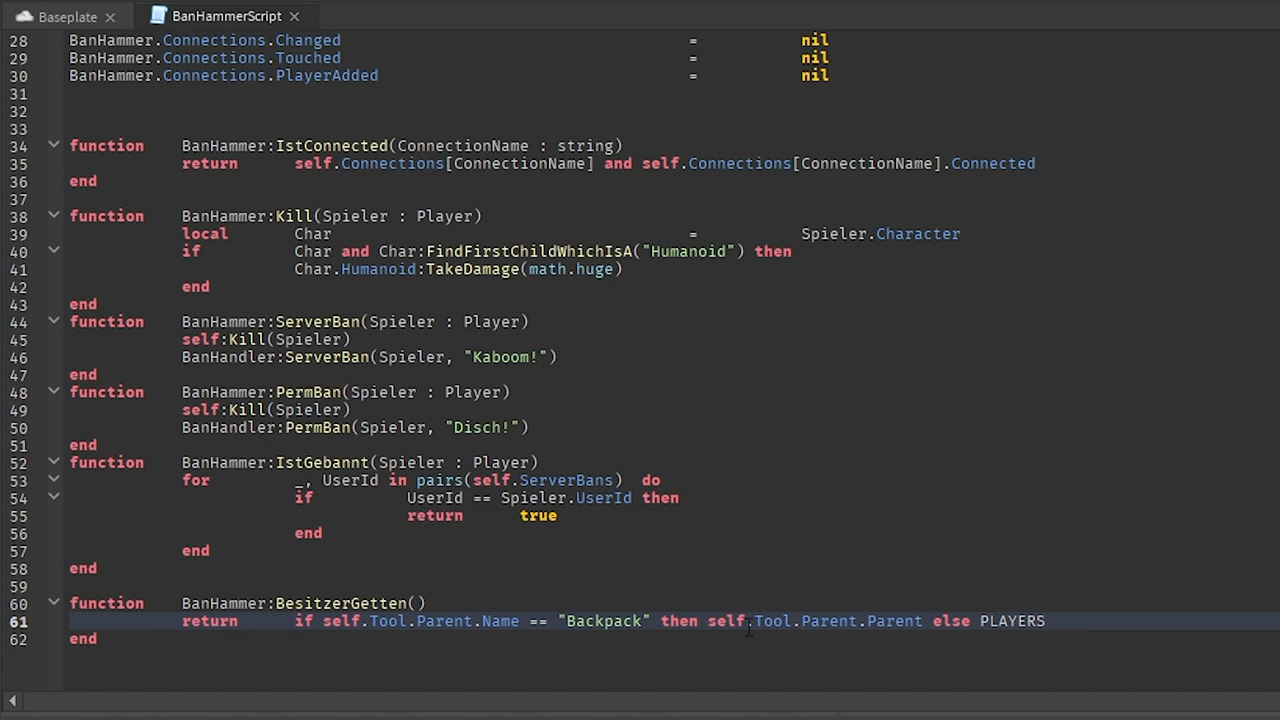 Baseplate
BanHammerScript
28 BanHammer.Connections.Changed = nil
29 BanHammer.Connections.Touched = nil
30 BanHammer.Connections.PlayerAdded = nil
31
32
33
34 function BanHammer:IstConnected(ConnectionName : string)
35 return self.Connections[ConnectionName] and self.Connections[ConnectionName].Connected
36 end
37
38 function BanHammer:Kill(Spieler : Player)
39 local Char = Spieler.Character
40 if Char and Char:FindFirstChildWhichIsA("Humanoid") then
41 Char.Humanoid:TakeDamage(math.huge)
42 end
43 end
44 function BanHammer:ServerBan(Spieler : Player)
45 self:Kill(Spieler)
46 BanHandler:ServerBan(Spieler, "Kaboom!")
47 end
48 function BanHammer:PermBan(Spieler : Player)
49 self:Kill(Spieler)
50 BanHandler:PermBan(Spieler, "Disch!")
51 end
52 function BanHammer:IstGebannt(Spieler : Player)
53 for _, UserId in pairs(self.ServerBans) do
54 if UserId == Spieler.UserId then
55 return true
56 end
57 end
58 end
59
60 function BanHammer:BesitzerGetten()
61 return if self.Tool.Parent.Name == "Backpack" then self.Tool.Parent.Parent else PLAYERS
62 end